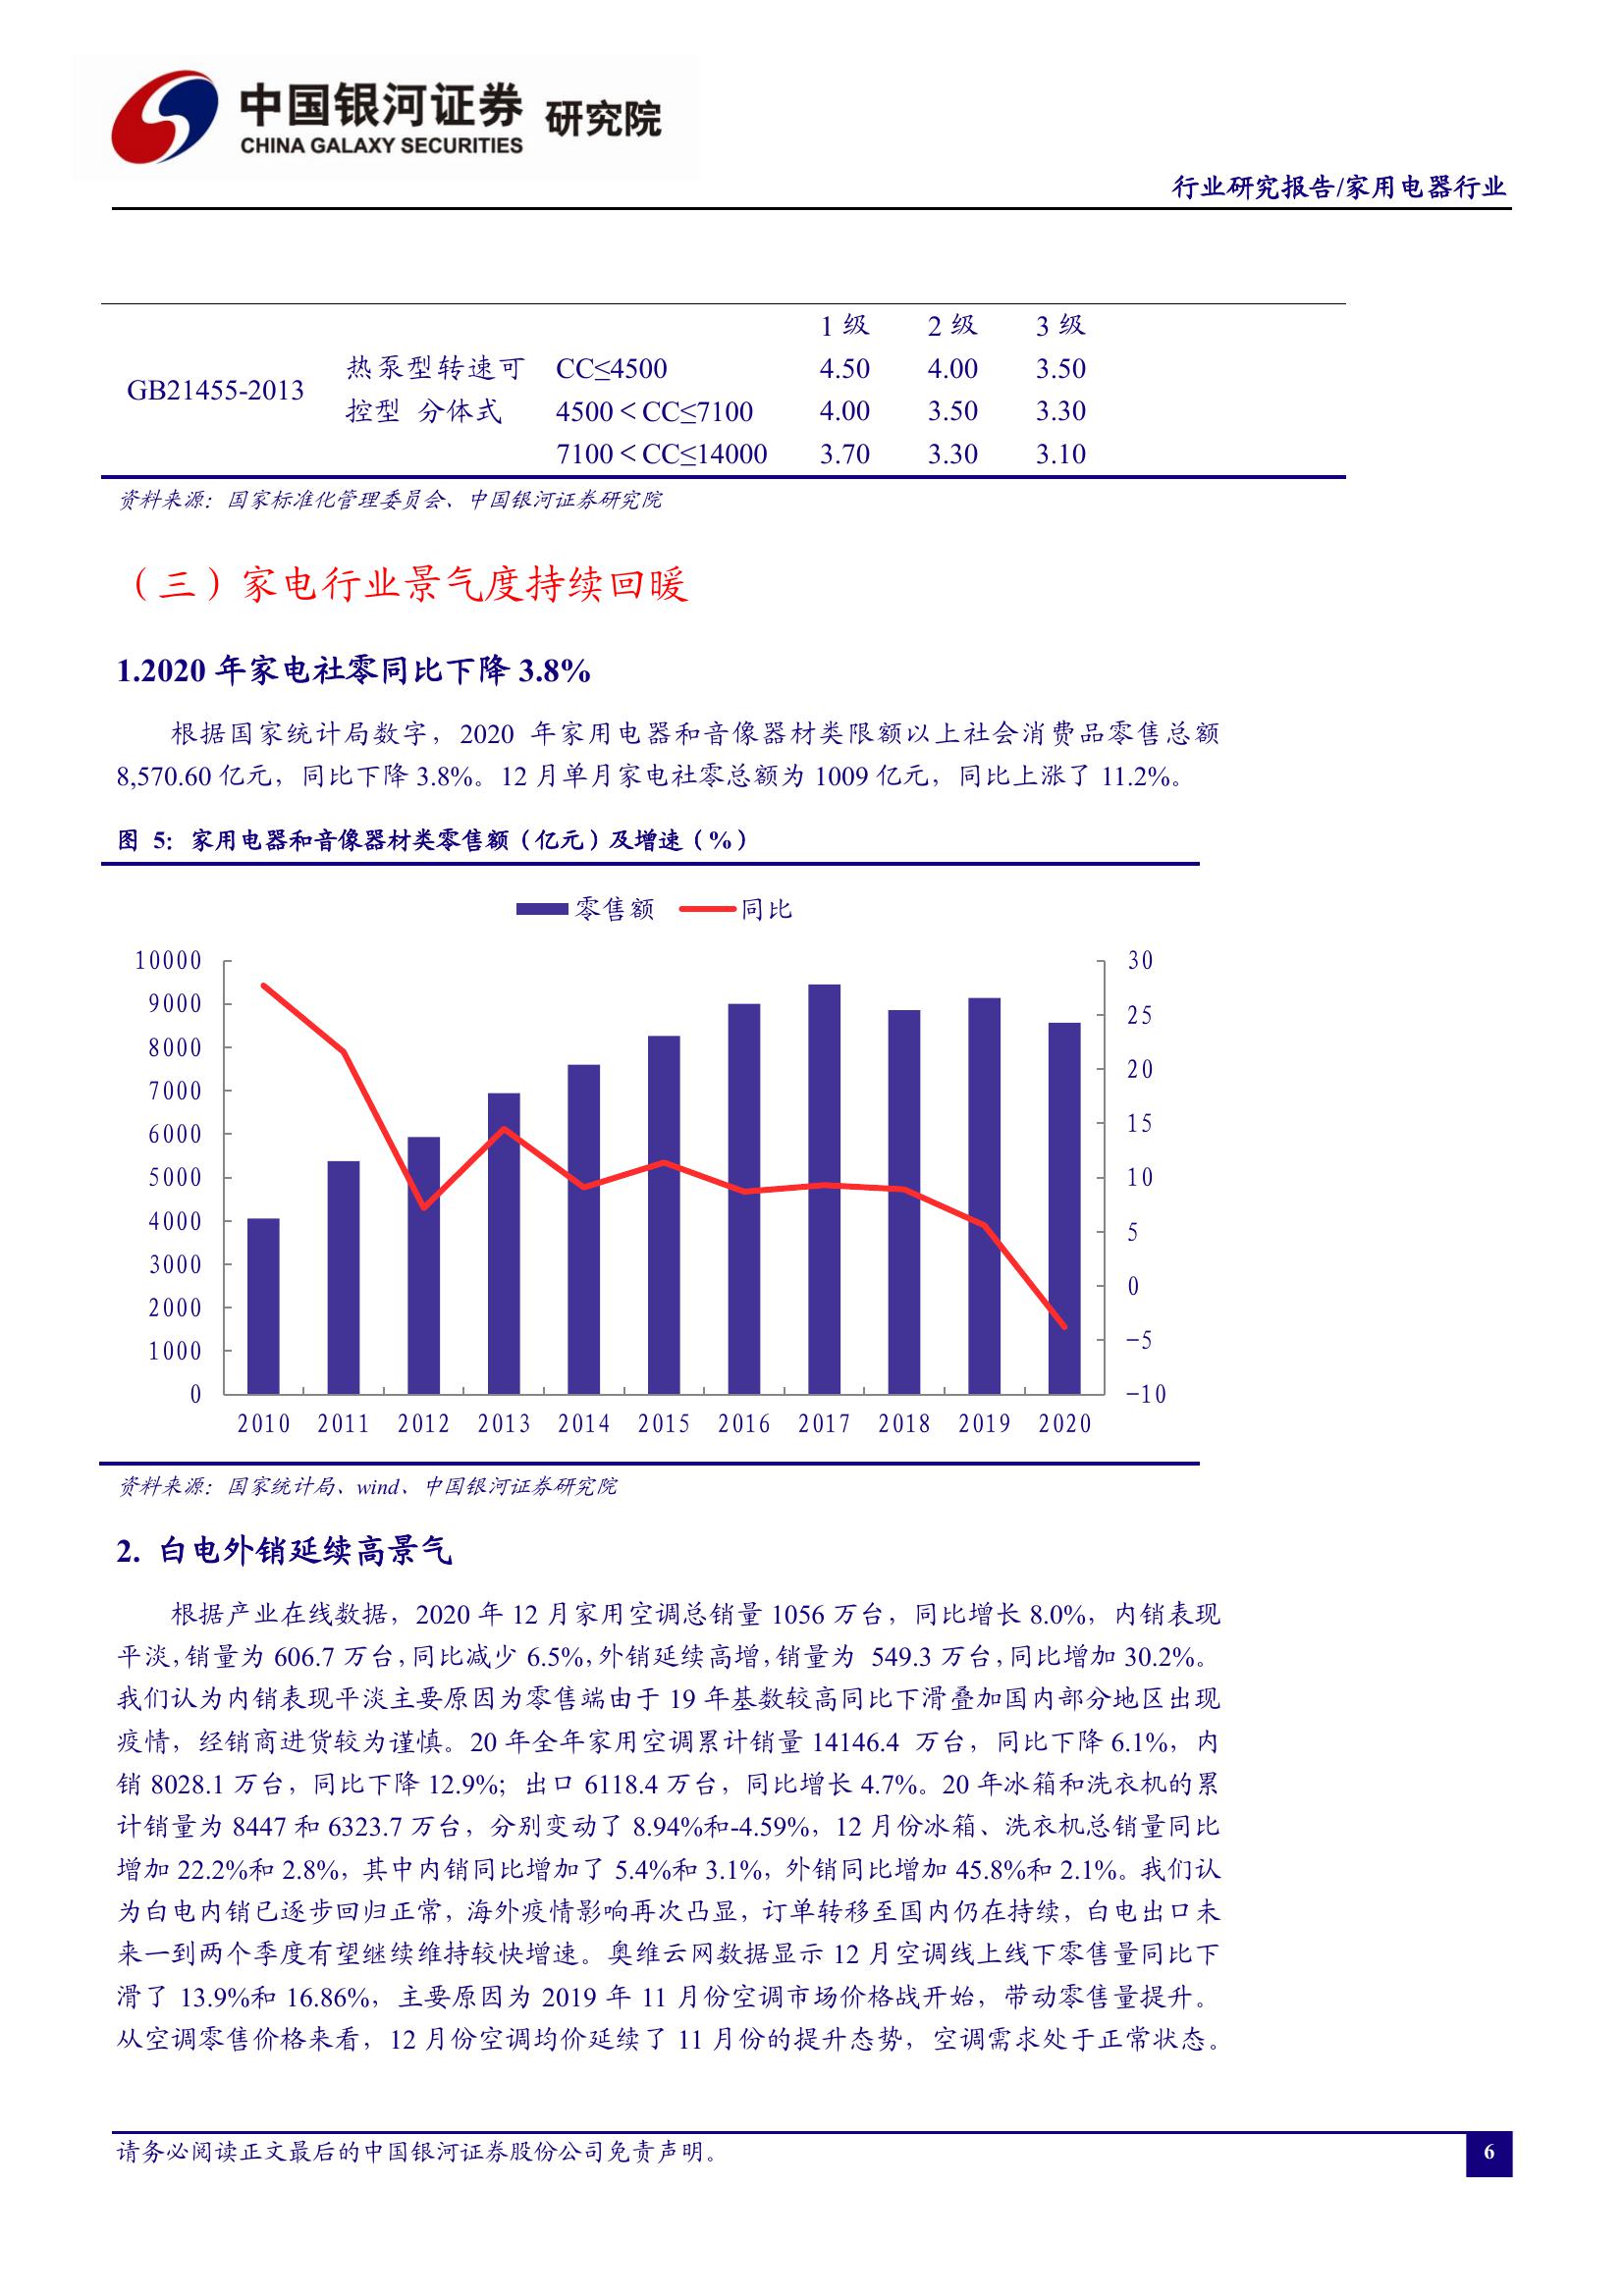 中国银河证券 研究院
CHINA GALAXY SECURITIES
行业研究报告/家用电器行业
1 级 2 级 3 级
GB21455-2013 热泵型转速可控型 分体式 CC≤4500 4.50 4.00 3.50
4500＜CC≤7100 4.00 3.50 3.30
7100＜CC≤14000 3.70 3.30 3.10
资料来源：国家标准化管理委员会、中国银河证券研究院
（三）家电行业景气度持续回暖
1.2020 年家电社零同比下降 3.8%
根据国家统计局数字，2020 年家用电器和音像器材类限额以上社会消费品零售总额
8,570.60 亿元，同比下降 3.8%。12 月单月家电社零总额为 1009 亿元，同比上涨了 11.2%。
图 5：家用电器和音像器材类零售额（亿元）及增速（%）
零售额 同比
10000 30
9000 25
8000 20
7000 15
6000 10
5000 5
4000 0
3000 −5
2000 −10
1000
0
2010 2011 2012 2013 2014 2015 2016 2017 2018 2019 2020
资料来源：国家统计局、wind、中国银河证券研究院
2. 白电外销延续高景气
根据产业在线数据，2020 年 12 月家用空调总销量 1056 万台，同比增长 8.0%，内销表现
平淡，销量为 606.7 万台，同比减少 6.5%，外销延续高增，销量为 549.3 万台，同比增加 30.2%。
我们认为内销表现平淡主要原因为零售端由于 19 年基数较高同比下滑叠加国内部分地区出现
疫情，经销商进货较为谨慎。20 年全年家用空调累计销量 14146.4 万台，同比下降 6.1%，内
销 8028.1 万台，同比下降 12.9%；出口 6118.4 万台，同比增长 4.7%。20 年冰箱和洗衣机的累
计销量为 8447 和 6323.7 万台，分别变动了 8.94%和-4.59%，12 月份冰箱、洗衣机总销量同比
增加 22.2%和 2.8%，其中内销同比增加了 5.4%和 3.1%，外销同比增加 45.8%和 2.1%。我们认
为白电内销已逐步回归正常，海外疫情影响再次凸显，订单转移至国内仍在持续，白电出口未
来一到两个季度有望继续维持较快增速。奥维云网数据显示 12 月空调线上线下零售量同比下
滑了 13.9%和 16.86%，主要原因为 2019 年 11 月份空调市场价格战开始，带动零售量提升。
从空调零售价格来看，12 月份空调均价延续了 11 月份的提升态势，空调需求处于正常状态。
请务必阅读正文最后的中国银河证券股份公司免责声明。
6